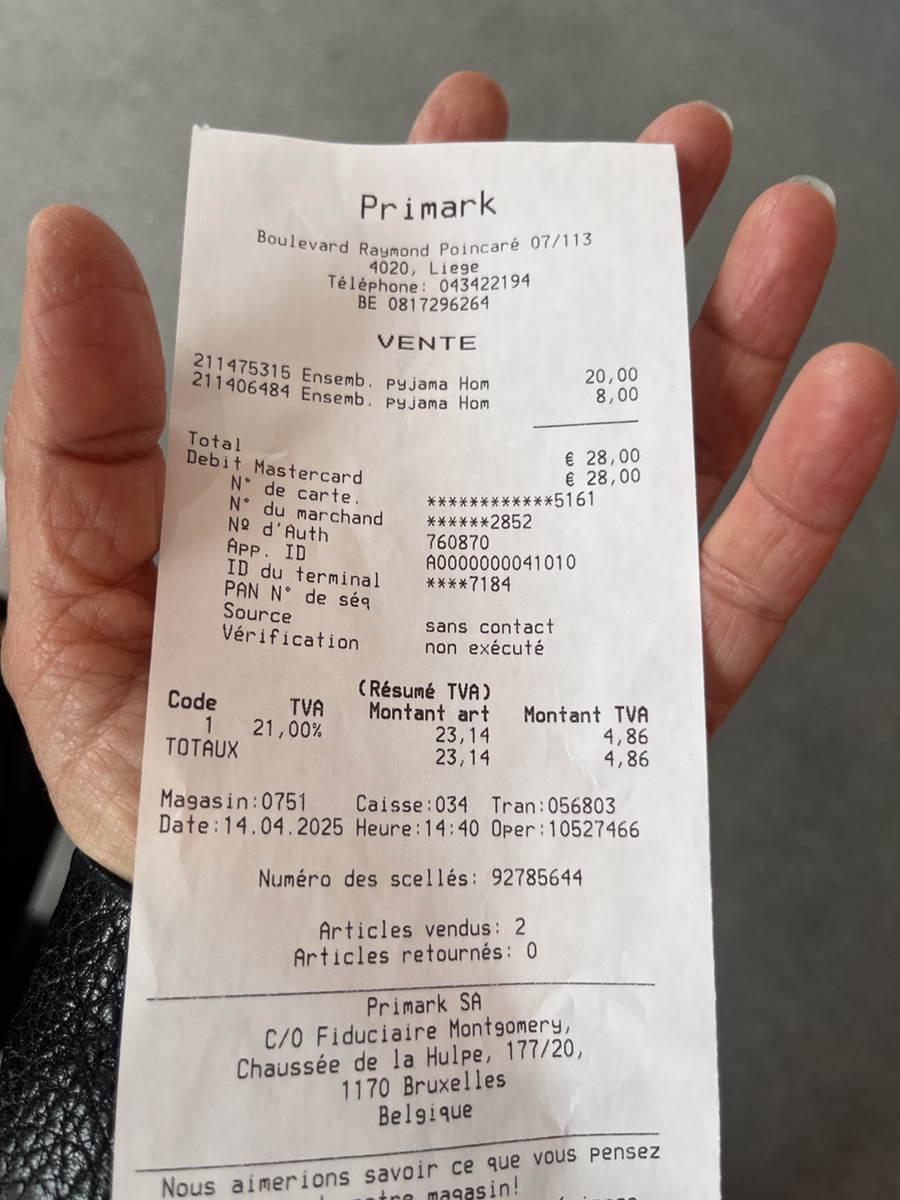 Primark
Boulevard Raymond Poincaré 07/113
4020, Liege
Téléphone: 043422194
BE 0817296264
VENTE
211475315 Ensemb. pyjama Hom 20,00
211406484 Ensemb. pyjama Hom 8,00
Total € 28,00
Debit Mastercard € 28,00
N° de carte. ************5161
N° du marchand ******2852
Nº d'Auth 760870
App. ID A0000000041010
ID du terminal ****7184
PAN N° de séq
Source sans contact
Vérification non exécuté
(Résumé TVA)
Code TVA Montant art Montant TVA
1 21,00% 23,14 4,86
TOTAUX 23,14 4,86
Magasin:0751 Caisse:034 Tran:056803
Date:14.04.2025 Heure:14:40 Oper:10527466
Numéro des scellés: 92785644
Articles vendus: 2
Articles retournés: 0
Primark SA
C/O Fiduciaire Montgomery,
Chaussée de la Hulpe, 177/20,
1170 Bruxelles
Belgique
Nous aimerions savoir ce que vous pensez
magasin!